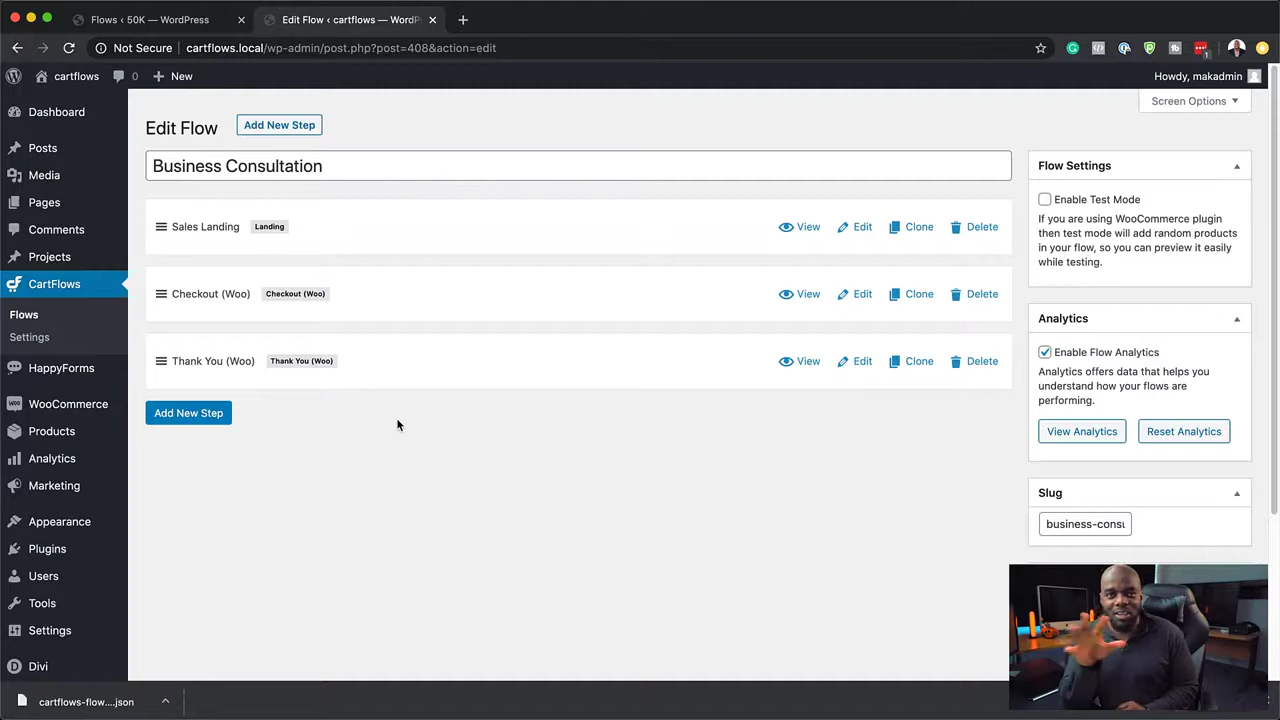 Flows < 50K — WordPress
Edit Flow < cartflows — WordP
Not Secure
cartflows.local/wp-admin/post.php?post=408&action=edit
1
cartflows
0
New
Howdy, makadmin
Screen Options
Dashboard
Posts
Media
Pages
Comments
Projects
CartFlows
Flows
Settings
HappyForms
WooCommerce
Products
Analytics
Marketing
Appearance
Plugins
Users
Tools
Settings
Divi
Edit Flow
Add New Step
Business Consultation
Sales Landing Landing View Edit Clone Delete
Checkout (Woo) Checkout (Woo) View Edit Clone Delete
Thank You (Woo) Thank You (Woo) View Edit Clone Delete
Add New Step
Flow Settings
Enable Test Mode
If you are using WooCommerce plugin
then test mode will add random products
in your flow, so you can preview it easily
while testing.
Analytics
Enable Flow Analytics
Analytics offers data that helps you
understand how your flows are
performing.
View Analytics Reset Analytics
Slug
business-consu
cartflows-flow....json